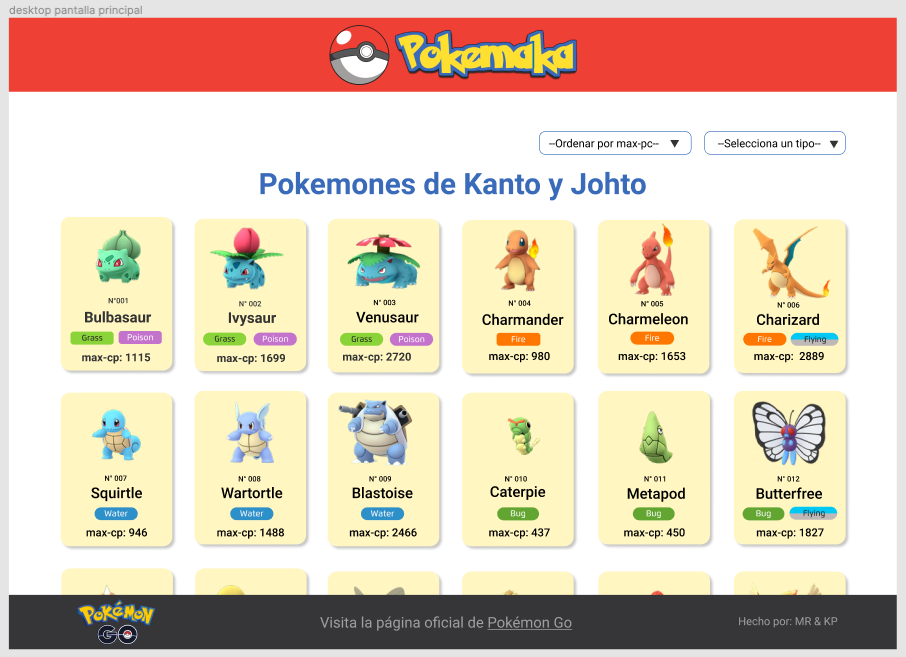 desktop pantalla principal
Pokemaka
--Ordenar por max-pc-- ▼
--Selecciona un tipo-- ▼
Pokemones de Kanto y Johto
N°001
Bulbasaur
Grass Poison
max-cp: 1115
N° 002
Ivysaur
Grass Poison
max-cp: 1699
N° 003
Venusaur
Grass Poison
max-cp: 2720
N° 004
Charmander
Fire
max-cp: 980
N° 005
Charmeleon
Fire
max-cp: 1653
N° 006
Charizard
Fire Flying
max-cp: 2889
N° 007
Squirtle
Water
max-cp: 946
N° 008
Wartortle
Water
max-cp: 1488
N° 009
Blastoise
Water
max-cp: 2466
N° 010
Caterpie
Bug
max-cp: 437
N° 011
Metapod
Bug
max-cp: 450
N° 012
Butterfree
Bug Flying
max-cp: 1827
POKéMON
GO
Visita la página oficial de Pokémon Go
Hecho por: MR & KP